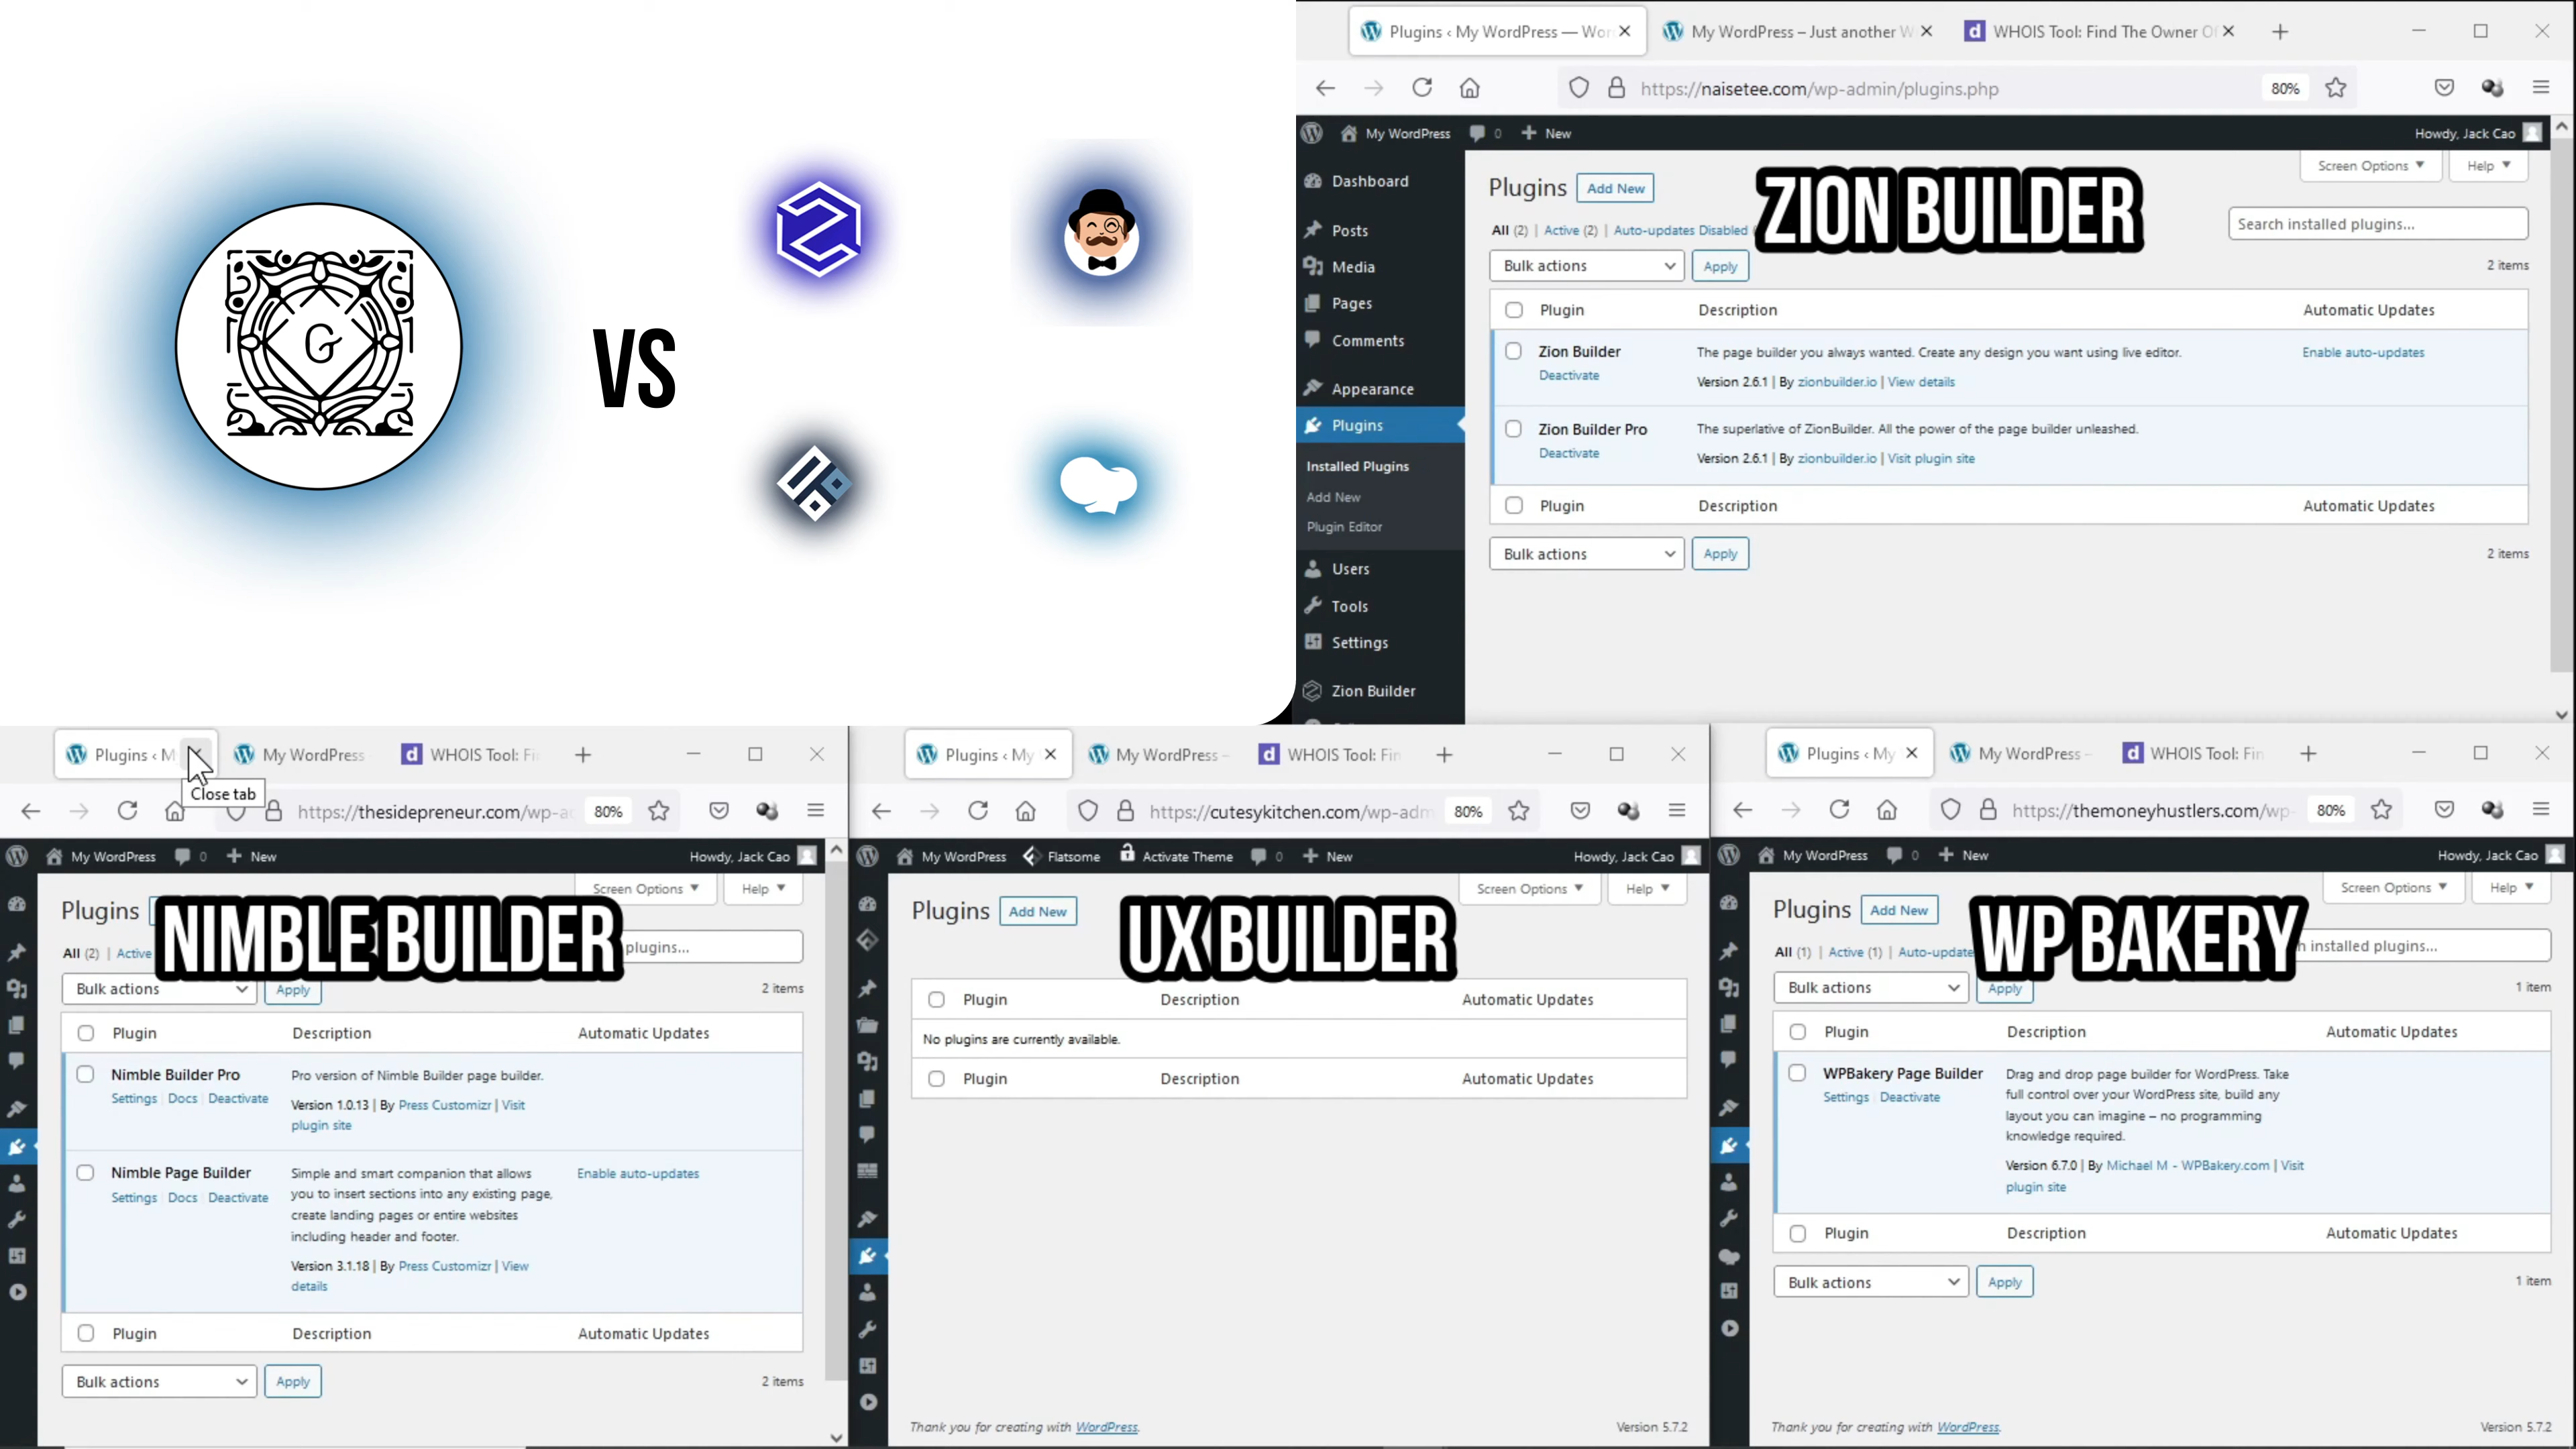 G
VS
Plugins ‹ My WordPress — Wor
My WordPress – Just another W
WHOIS Tool: Find The Owner Of
https://naisetee.com/wp-admin/plugins.php
80%
My WordPress
0
New
Howdy, Jack Cao
Dashboard
Posts
Media
Pages
Comments
Appearance
Plugins
Installed Plugins
Add New
Plugin Editor
Users
Tools
Settings
Zion Builder
Plugins
Add New
ZION BUILDER
Screen Options
Help
All (2) | Active (2) | Auto-updates Disabled
Search installed plugins...
Bulk actions
Apply
2 items
Plugin
Description
Automatic Updates
Zion Builder
Deactivate
The page builder you always wanted. Create any design you want using live editor.
Version 2.6.1 | By zionbuilder.io | View details
Enable auto-updates
Zion Builder Pro
Deactivate
The superlative of ZionBuilder. All the power of the page builder unleashed.
Version 2.6.1 | By zionbuilder.io | Visit plugin site
Plugin
Description
Automatic Updates
Bulk actions
Apply
2 items
Plugins ‹ M
My WordPress
WHOIS Tool: Fi
Close tab
https://thesidepreneur.com/wp-a
80%
My WordPress
0
New
Howdy, Jack Cao
Plugins
NIMBLE BUILDER
Screen Options
Help
All (2) | Active
plugins...
Bulk actions
Apply
2 items
Plugin
Description
Automatic Updates
Nimble Builder Pro
Settings | Docs | Deactivate
Pro version of Nimble Builder page builder.
Version 1.0.13 | By Press Customizr | Visit
plugin site
Nimble Page Builder
Settings | Docs | Deactivate
Simple and smart companion that allows
you to insert sections into any existing page,
create landing pages or entire websites
including header and footer.
Version 3.1.18 | By Press Customizr | View
details
Enable auto-updates
Plugin
Description
Automatic Updates
Bulk actions
Apply
2 items
Plugins ‹ My
My WordPress –
WHOIS Tool: Fin
https://cutesykitchen.com/wp-adm
80%
My WordPress
Flatsome
Activate Theme
0
New
Howdy, Jack Cao
Plugins
Add New
UX BUILDER
Screen Options
Help
Plugin
Description
Automatic Updates
No plugins are currently available.
Plugin
Description
Automatic Updates
Thank you for creating with WordPress.
Version 5.7.2
Plugins ‹ My
My WordPress –
WHOIS Tool: Fin
https://themoneyhustlers.com/wp-
80%
My WordPress
0
New
Howdy, Jack Cao
Plugins
Add New
WP BAKERY
Screen Options
Help
All (1) | Active (1) | Auto-update
h installed plugins...
Bulk actions
Apply
1 item
Plugin
Description
Automatic Updates
WPBakery Page Builder
Settings | Deactivate
Drag and drop page builder for WordPress. Take
full control over your WordPress site, build any
layout you can imagine – no programming
knowledge required.
Version 6.7.0 | By Michael M - WPBakery.com | Visit
plugin site
Plugin
Description
Automatic Updates
Bulk actions
Apply
1 item
Thank you for creating with WordPress.
Version 5.7.2